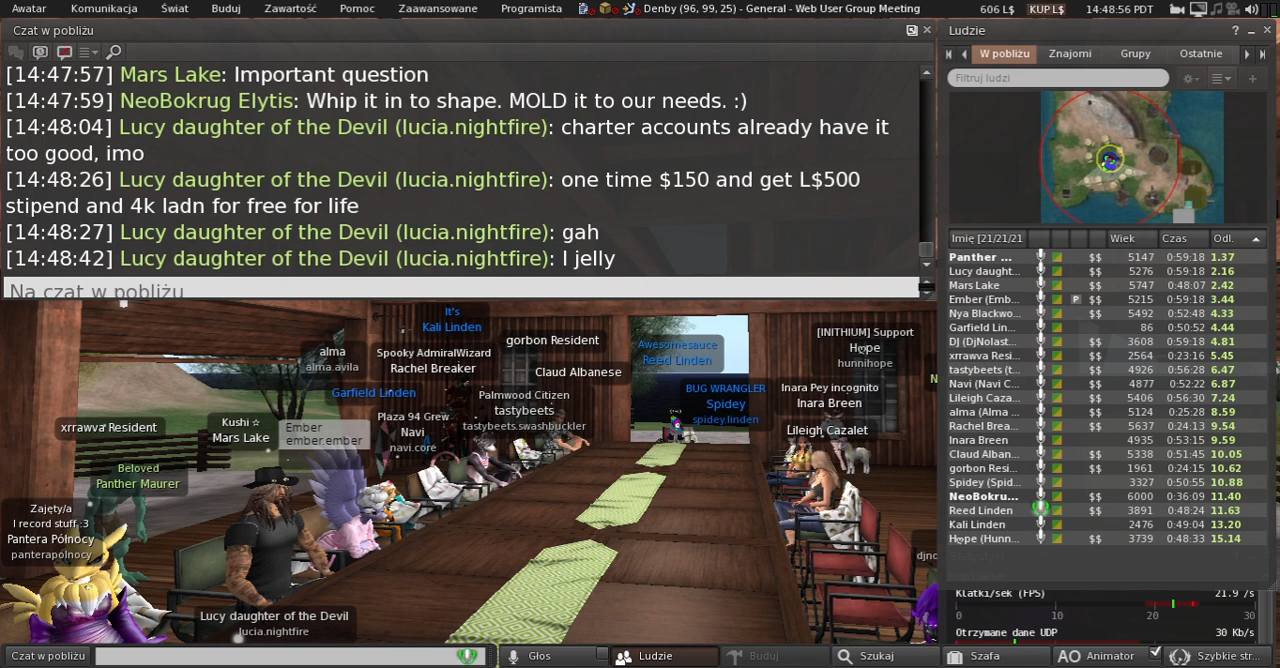 Awatar Komunikacja Świat Buduj Zawartość Pomoc Zaawansowane Programista Denby (96, 99, 25) - General - Web User Group Meeting 606 L$ KUP L$ 14:48:56 PDT
Czat w pobliżu
[14:47:57] Mars Lake: Important question
[14:47:59] NeoBokrug Elytis: Whip it in to shape. MOLD it to our needs. :)
[14:48:04] Lucy daughter of the Devil (lucia.nightfire): charter accounts already have it
too good, imo
[14:48:26] Lucy daughter of the Devil (lucia.nightfire): one time $150 and get L$500
stipend and 4k ladn for free for life
[14:48:27] Lucy daughter of the Devil (lucia.nightfire): gah
[14:48:42] Lucy daughter of the Devil (lucia.nightfire): I jelly
Na czat w pobliżu
It's
Kali Linden
gorbon Resident
alma
alma.avila
Spooky AdmiralWizard
Rachel Breaker
Claud Albanese
Awesomesauce
Reed Linden
[INITHIUM] Support
Hope
hunnihope
Garfield Linden
Palmwood Citizen
tastybeets
tastybeets.swashbuckler
BUG WRANGLER
Spidey
spidey.linden
Inara Pey incognito
Inara Breen
N
xrrawva Resident
Kushi ☆
Mars Lake
Ember
ember.ember
Plaza 94 Grew
Navi
navi.core
Lileigh Cazalet
Beloved
Panther Maurer
Zajęty/a
I record stuff :3
Pantera Północy
panterapolnocy
djno
Lucy daughter of the Devil
lucia.nightfire
Ludzie
W pobliżu Znajomi Grupy Ostatnie
Filtruj ludzi
Imię [21/21/21 Wiek Czas Odl.
Panther ... $$ 5147 0:59:18 1.37
Lucy daught... $$ 5276 0:59:18 2.16
Mars Lake $$ 5747 0:48:07 2.42
Ember (Emb... P $$ 5215 0:59:18 3.44
Nya Blackwo... $$ 5492 0:52:48 4.33
Garfield Lin... 86 0:50:52 4.44
DJ (DjNolast... $$ 3608 0:59:18 4.81
xrrawva Resi... $$ 2564 0:23:16 5.45
tastybeets (t... $$ 4926 0:56:28 6.47
Navi (Navi C... $$ 4877 0:52:22 6.87
Lileigh Caza... $$ 5406 0:56:30 7.24
alma (Alma ... $$ 5124 0:25:28 8.59
Rachel Brea... $$ 5637 0:24:13 9.54
Inara Breen 4935 0:53:15 9.59
Claud Alban... $$ 5338 0:51:15 10.05
gorbon Resi... $$ 1961 0:24:15 10.62
Spidey (Spid... 3327 0:50:55 10.88
NeoBokru... $$ 6000 0:36:09 11.40
Reed Linden $$ 3891 0:48:24 11.63
Kali Linden 2476 0:49:04 13.20
Hope (Hunn... $$ 3739 0:48:33 15.14
Klatki/sek (FPS) 21.9 /s
0 10 20 30
Otrzymane dane UDP 30 Kb/s
Czat w pobliżu Głos Ludzie Buduj Szukaj Szafa AO Animator Szybkie str...